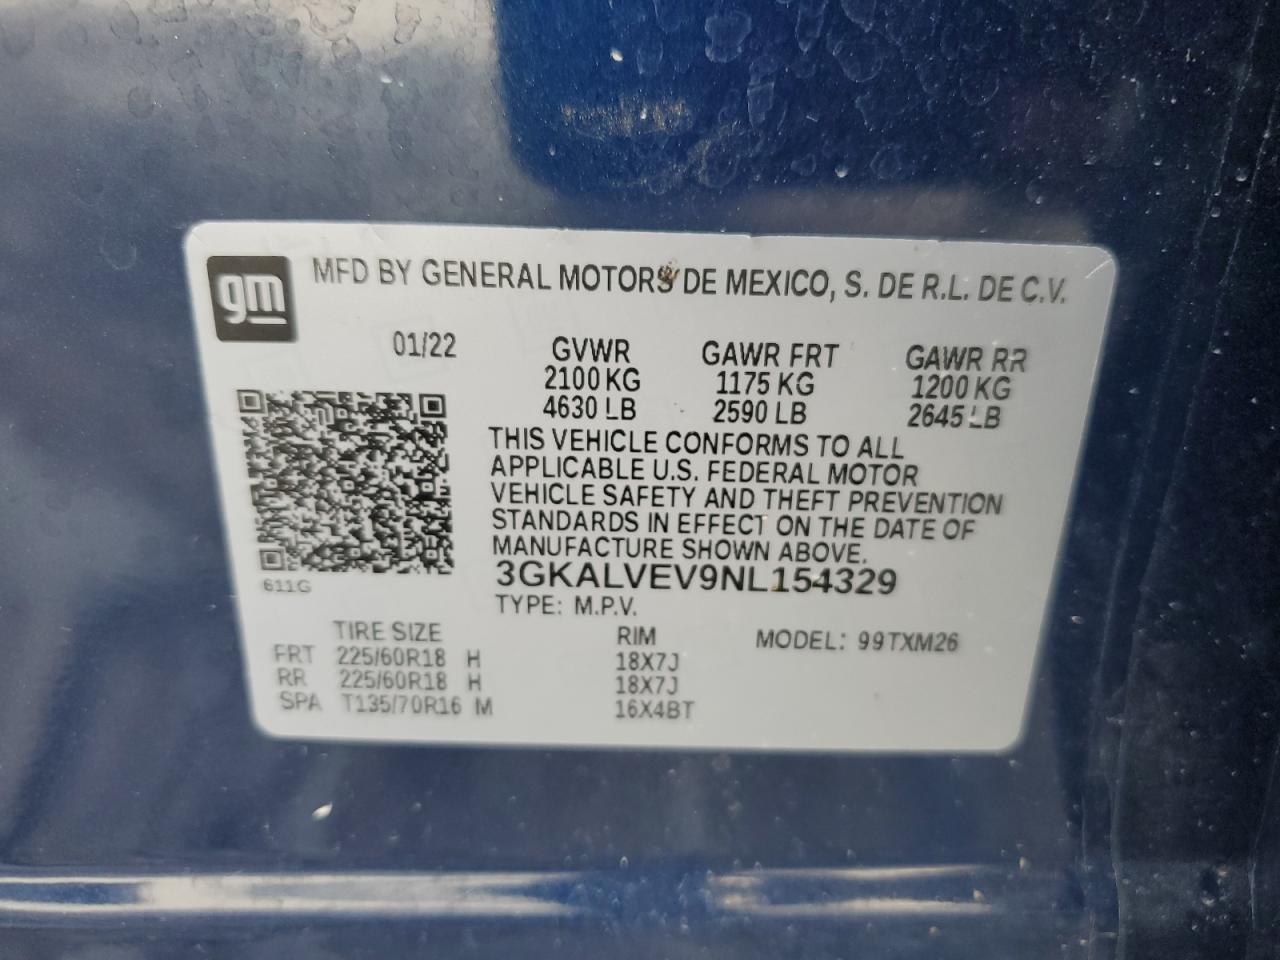 gm
MFD BY GENERAL MOTORS DE MEXICO, S. DE R.L. DE C.V.
01/22 GVWR GAWR FRT GAWR RR
2100 KG 1175 KG 1200 KG
4630 LB 2590 LB 2645 LB
THIS VEHICLE CONFORMS TO ALL
APPLICABLE U.S. FEDERAL MOTOR
VEHICLE SAFETY AND THEFT PREVENTION
STANDARDS IN EFFECT ON THE DATE OF
MANUFACTURE SHOWN ABOVE.
611G
3GKALVEV9NL154329
TYPE: M.P.V.
TIRE SIZE RIM MODEL: 99TXM26
FRT 225/60R18 H 18X7J
RR 225/60R18 H 18X7J
SPA T135/70R16 M 16X4BT